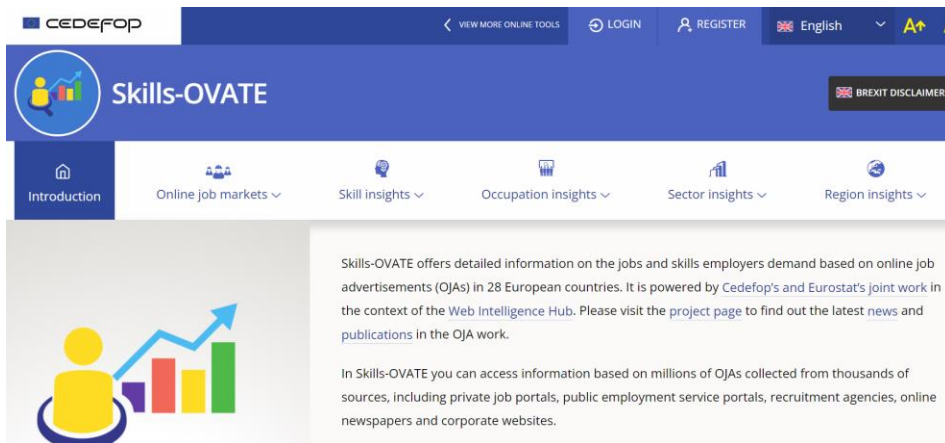 CEDEFOP
VIEW MORE ONLINE TOOLS
LOGIN
REGISTER
English
A
Skills-OVATE
BREXIT DISCLAIMER
Introduction
Online job markets
Skill insights
Occupation insights
Sector insights
Region insights
Skills-OVATE offers detailed information on the jobs and skills employers demand based on online job
advertisements (OJAs) in 28 European countries. It is powered by Cedefop's and Eurostat's joint work in
the context of the Web Intelligence Hub. Please visit the project page to find out the latest news and
publications in the OJA work.
In Skills-OVATE you can access information based on millions of OJAs collected from thousands of
sources, including private job portals, public employment service portals, recruitment agencies, online
newspapers and corporate websites.